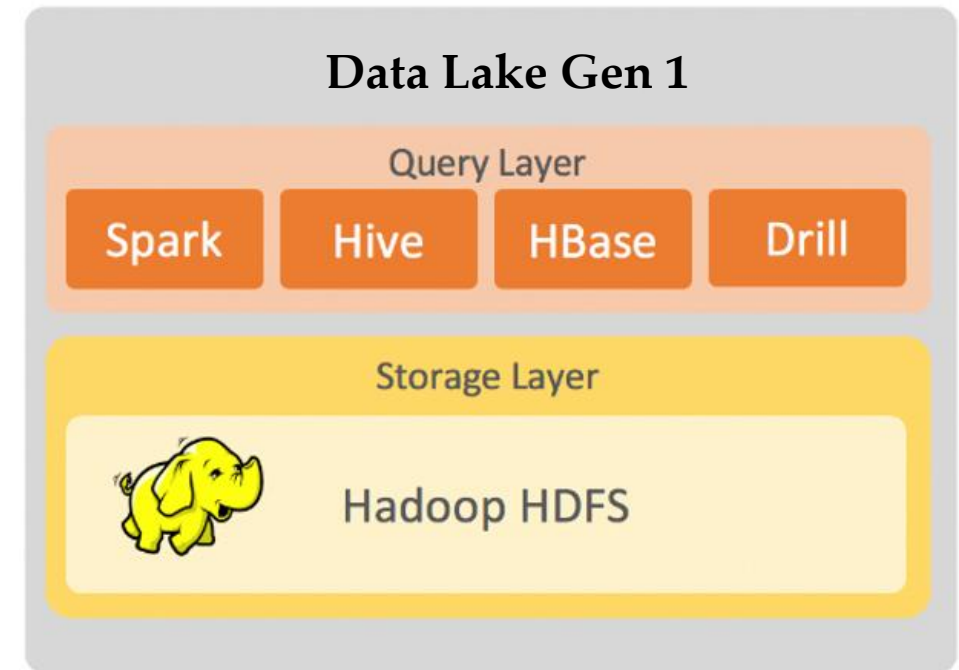 Data Lake Gen 1
Query Layer
Spark Hive HBase Drill
Storage Layer
Hadoop HDFS